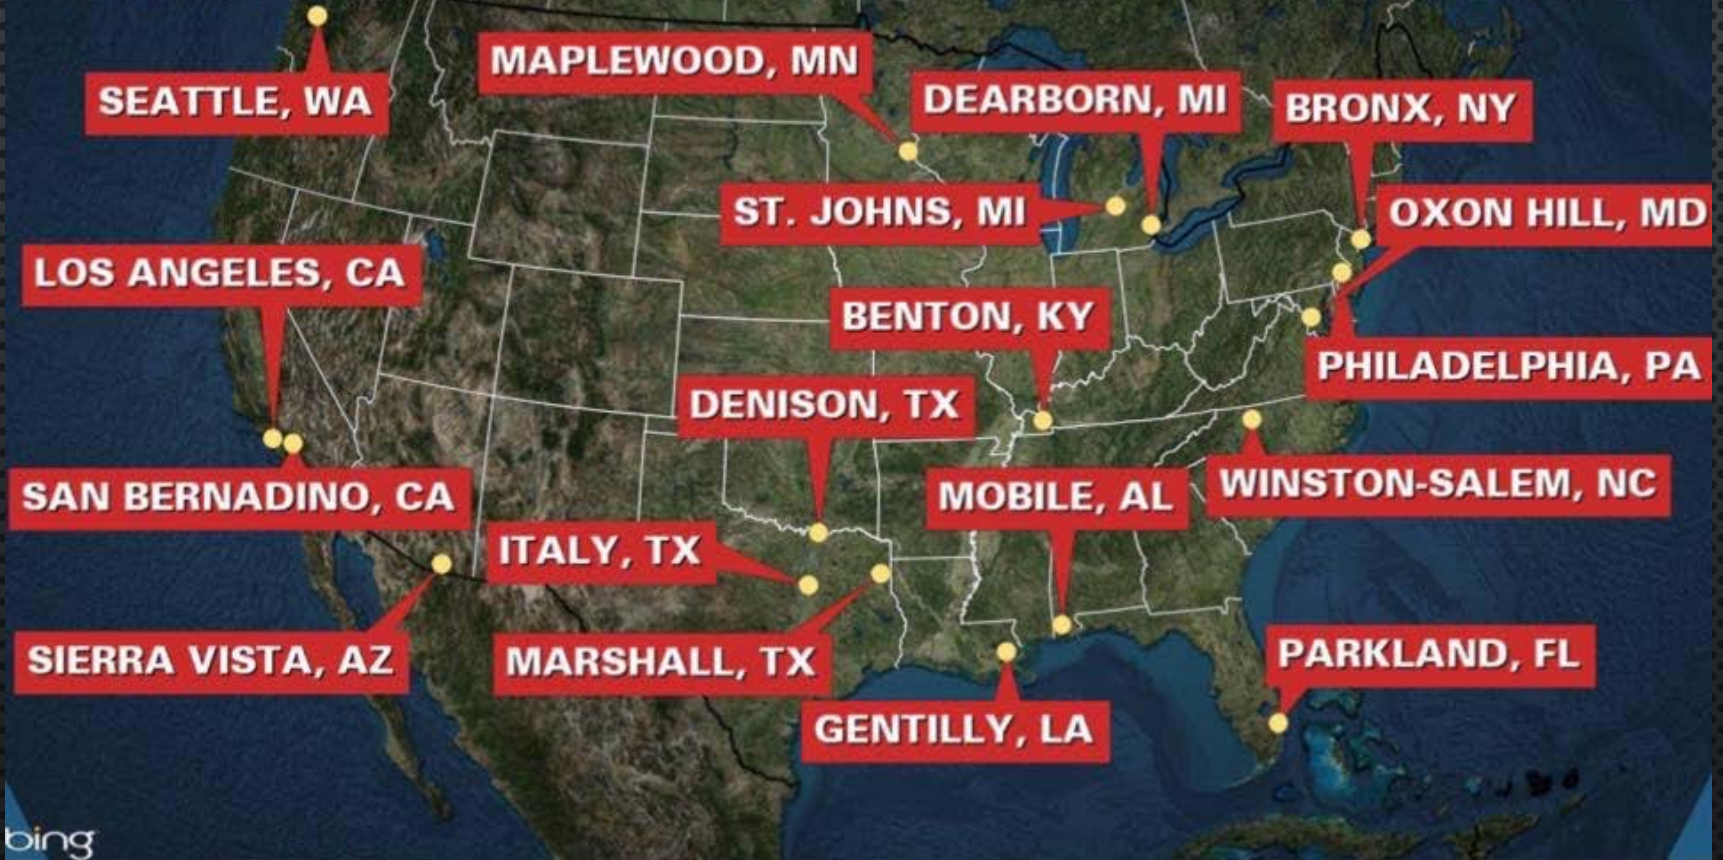 MAPLEWOOD, MN
SEATTLE, WA
DEARBORN, MI
BRONX, NY
ST. JOHNS, MI
OXON HILL, MD
LOS ANGELES, CA
BENTON, KY
PHILADELPHIA, PA
DENISON, TX
SAN BERNADINO, CA
MOBILE, AL
WINSTON-SALEM, NC
ITALY, TX
SIERRA VISTA, AZ
MARSHALL, TX
PARKLAND, FL
GENTILLY, LA
bing